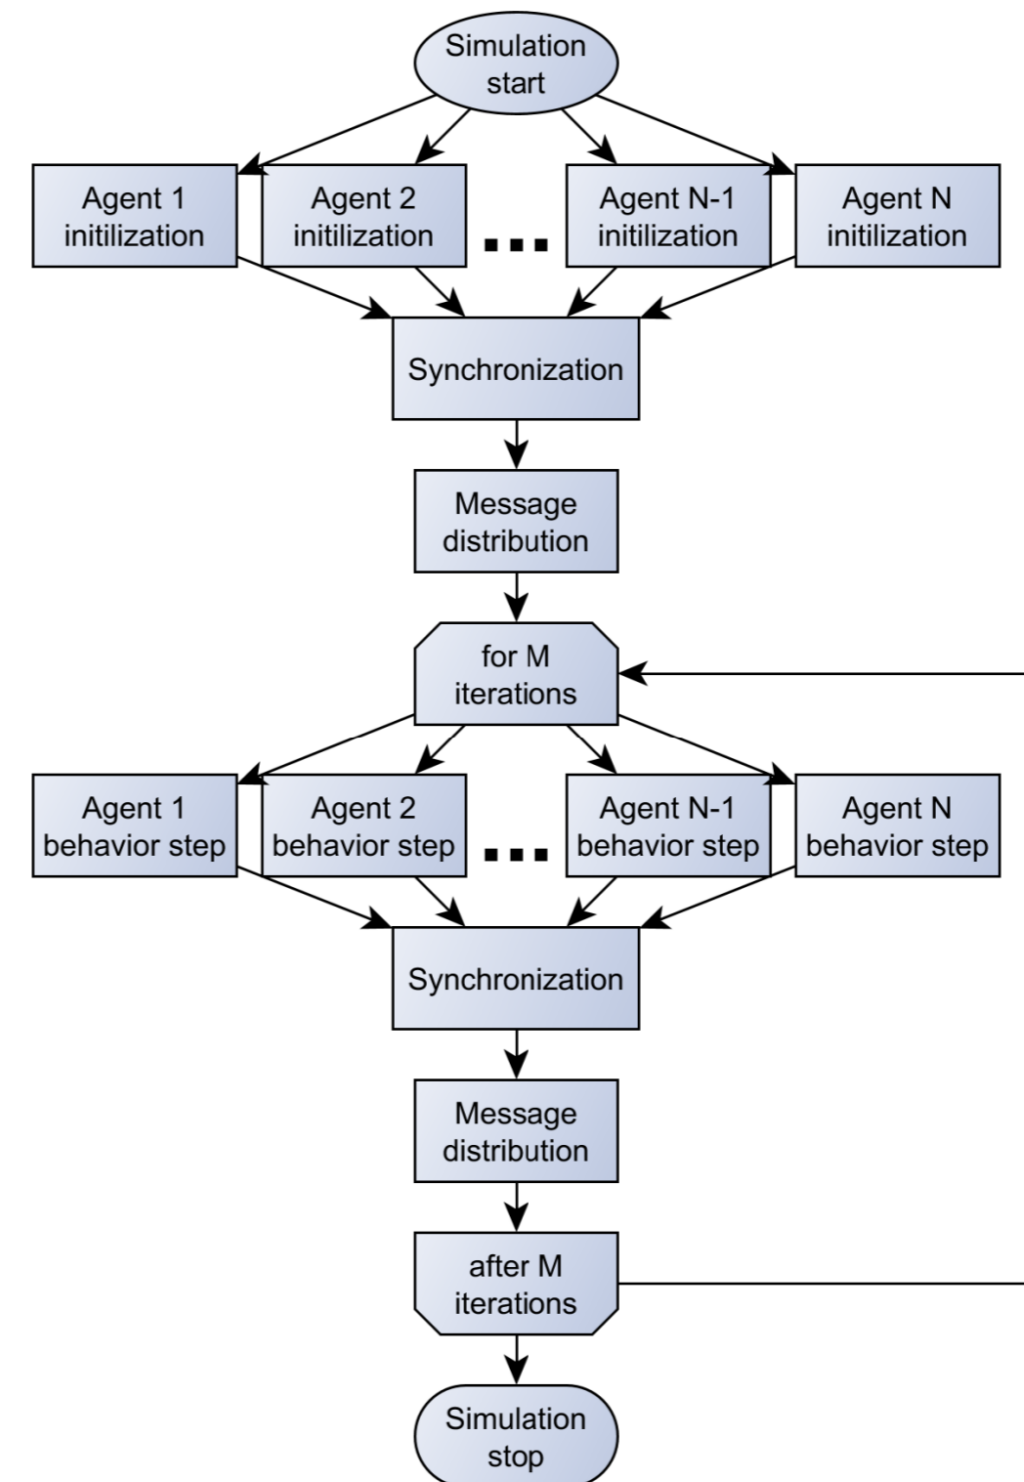 Simulation
start
Agent 1
initilization
Agent 2
initilization
...
Agent N-1
initilization
Agent N
initilization
Synchronization
Message
distribution
for M
iterations
Agent 1
behavior step
Agent 2
behavior step
...
Agent N-1
behavior step
Agent N
behavior step
Synchronization
Message
distribution
after M
iterations
Simulation
stop